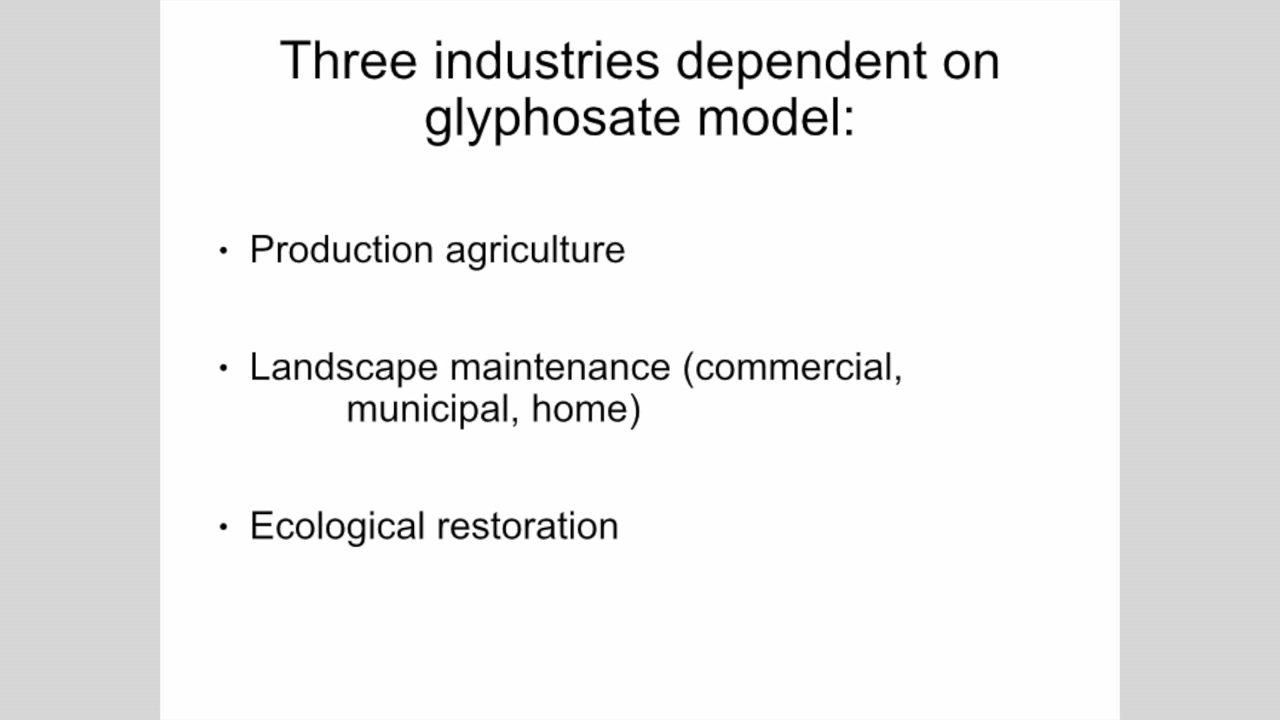 Three industries dependent on
glyphosate model:
• Production agriculture
• Landscape maintenance (commercial,
municipal, home)
• Ecological restoration